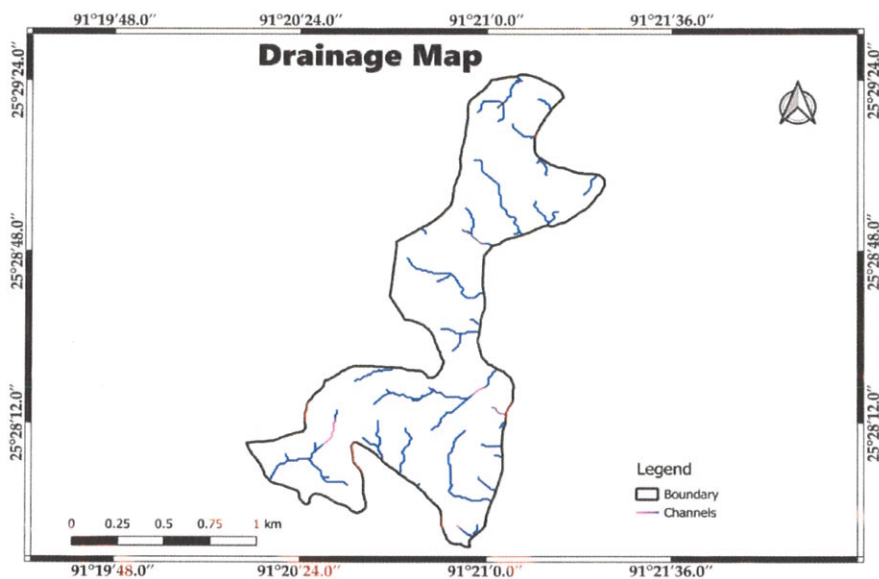 91°19'48.0" 91°20'24.0" 91°21'0.0" 91°21'36.0"
Drainage Map
25°29'24.0" 25°29'24.0"
25°28'48.0" 25°28'48.0"
25°28'12.0" 25°28'12.0"
Legend
Boundary
Channels
0 0.25 0.5 0.75 1 km
91°19'48.0" 91°20'24.0" 91°21'0.0" 91°21'36.0"